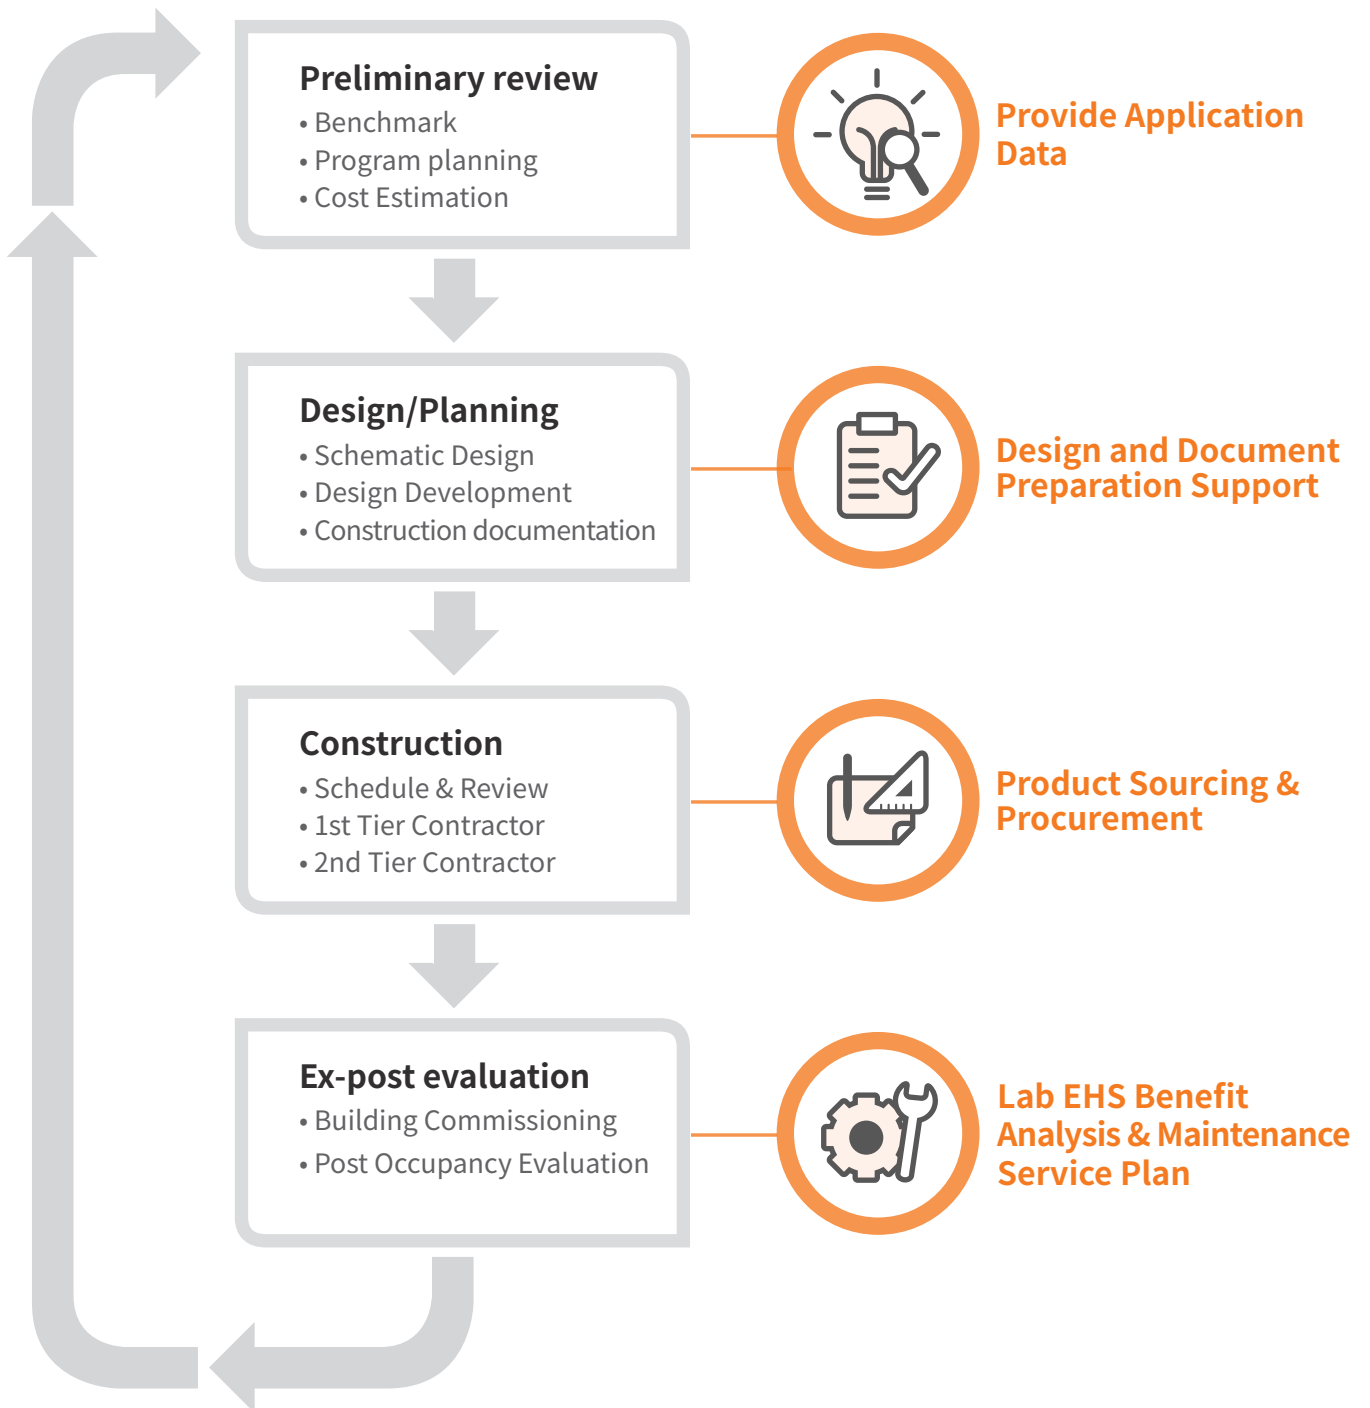 Preliminary review
• Benchmark
• Program planning
• Cost Estimation
Provide Application
Data
Design/Planning
• Schematic Design
• Design Development
• Construction documentation
Design and Document
Preparation Support
Construction
• Schedule & Review
• 1st Tier Contractor
• 2nd Tier Contractor
Product Sourcing &
Procurement
Ex-post evaluation
• Building Commissioning
• Post Occupancy Evaluation
Lab EHS Benefit
Analysis & Maintenance
Service Plan